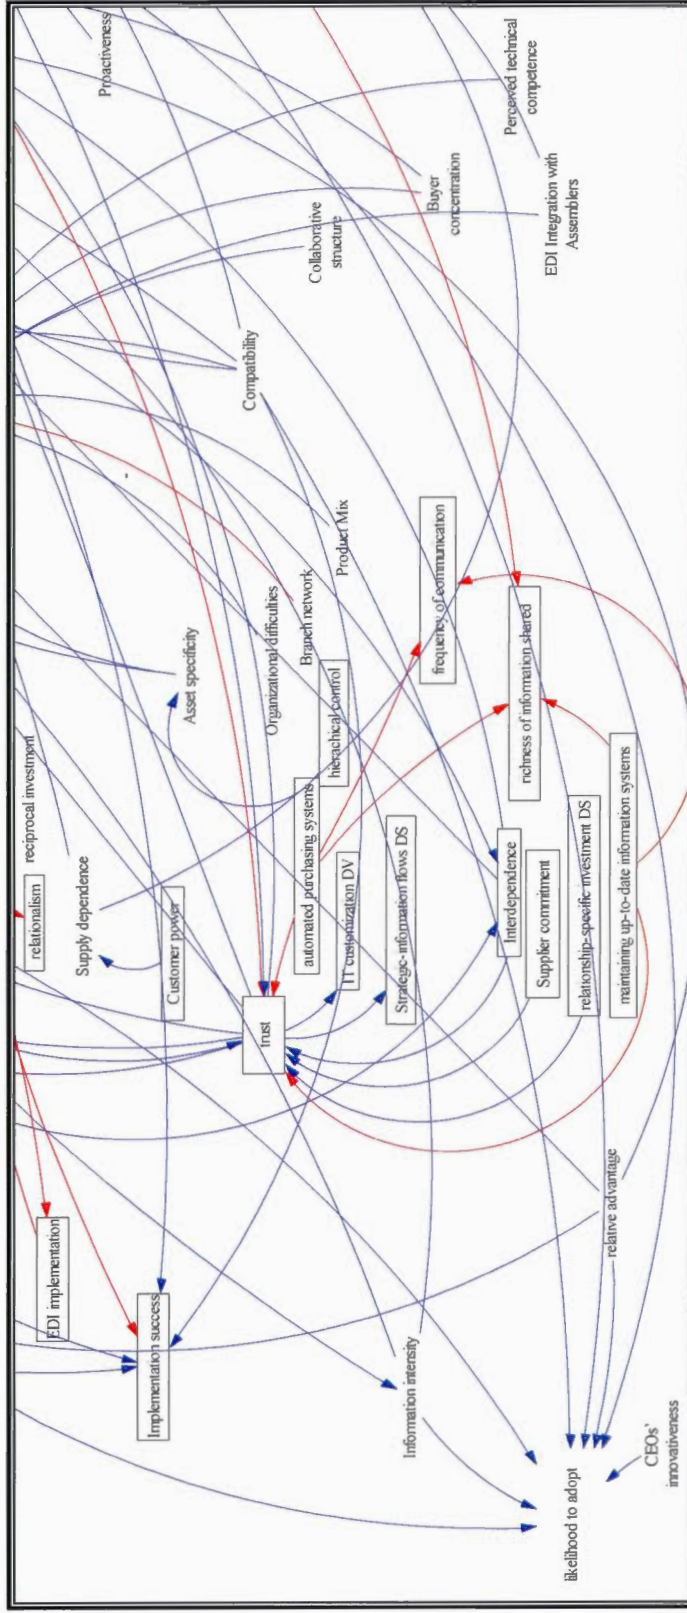 Proactiveness
Perceived technical
competence
Buyer
concentration
EDI Integration with
Assemblers
Collaborative
structure
Compatibility
Product Mix
Branch network
Organizational difficulties
Asset specificity
frequency of communication
richness of information shared
hierachical control
automated purchasing systems
reciprocal investment
relationalism
Supply dependence
Customer power
IT customization DV
Strategic-information flows DS
Interdependence
Supplier commitment
relationship-specific investment DS
maintaining up-to-date information systems
trust
EDI implementation
Implementation success
relative advantage
Information intensity
likelihood to adopt
CEOs'
innovativeness